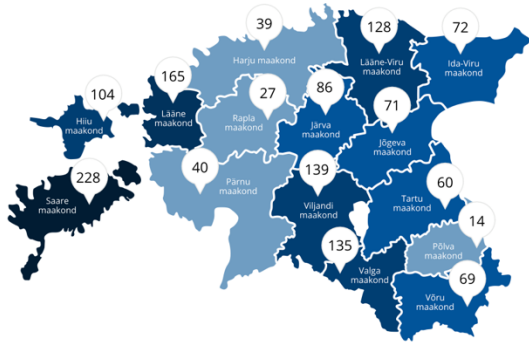 39
Harju maakond
128
Lääne-Viru
maakond
72
Ida-Viru
maakond
104
Hiiu
maakond
165
Lääne
maakond
27
Rapla
maakond
86
Järva
maakond
71
Jõgeva
maakond
228
Saare
maakond
40
Pärnu
maakond
139
Viljandi
maakond
60
Tartu
maakond
14
Põlva
maakond
135
Valga
maakond
69
Võru
maakond